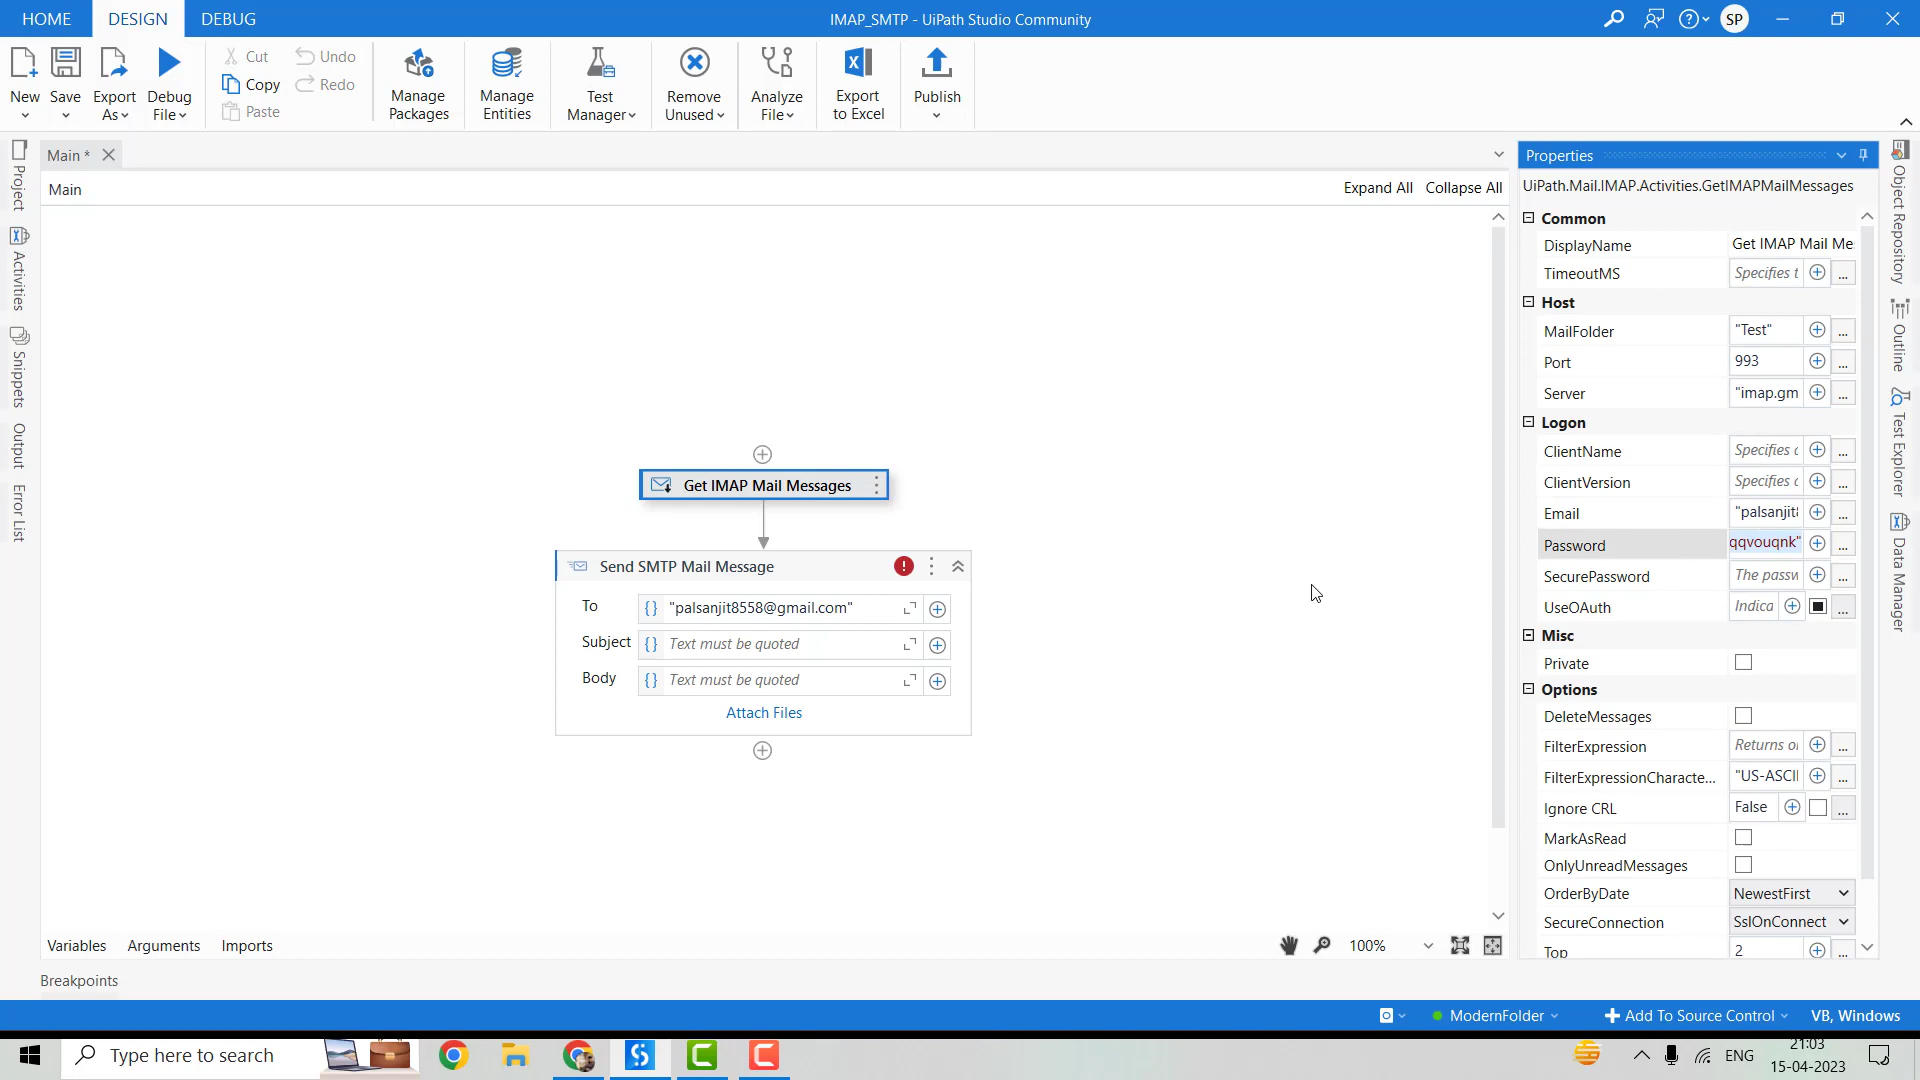 HOME
DESIGN
DEBUG
IMAP_SMTP - UiPath Studio Community
SP
New
Save
Export As
Debug File
Cut
Copy
Paste
Undo
Redo
Manage Packages
Manage Entities
Test Manager
Remove Unused
Analyze File
Export to Excel
Publish
Main *
Main
Expand All
Collapse All
Project
Activities
Snippets
Output
Error List
Get IMAP Mail Messages
Send SMTP Mail Message
To
"palsanjit8558@gmail.com"
Subject
Text must be quoted
Body
Text must be quoted
Attach Files
Properties
UiPath.Mail.IMAP.Activities.GetIMAPMailMessages
Common
DisplayName
Get IMAP Mail Me:
TimeoutMS
Specifies t
Host
MailFolder
"Test"
Port
993
Server
"imap.gm
Logon
ClientName
Specifies c
ClientVersion
Specifies c
Email
"palsanjit
Password
qqvouqnk"
SecurePassword
The passw
UseOAuth
Indica
Misc
Private
Options
DeleteMessages
FilterExpression
Returns o
FilterExpressionCharacte...
"US-ASCII
Ignore CRL
False
MarkAsRead
OnlyUnreadMessages
OrderByDate
NewestFirst
SecureConnection
SslOnConnect
Top
2
Object Repository
Outline
Test Explorer
Data Manager
Variables
Arguments
Imports
100%
Breakpoints
ModernFolder
Add To Source Control
VB, Windows
Type here to search
ENG
21:03
15-04-2023